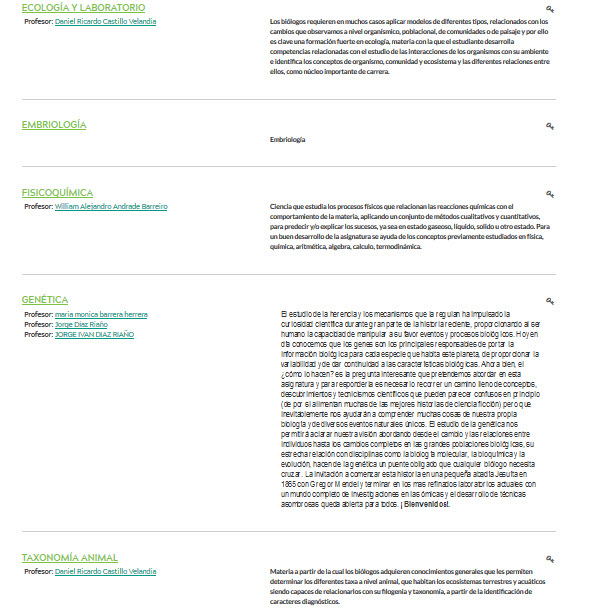 ECOLOGÍA Y LABORATORIO
Profesor: Daniel Ricardo Castillo Velandia
Los biólogos requieren en muchos casos aplicar modelos de diferentes tipos, relacionados con los
cambios que observamos a nivel organísmico, poblacional, de comunidades o de paisaje y por ello
es clave una formación fuerte en ecología, materia con la que el estudiante desarrolla
competencias relacionadas con el estudio de las interacciones de los organismos con su ambiente
e identifica los conceptos de organismo, comunidad y ecosistema y las diferentes relaciones entre
ellos, como núcleo importante de carrera.
EMBRIOLOGÍA
Embriología
FISICOQUÍMICA
Profesor: William Alejandro Andrade Barreiro
Ciencia que estudia los procesos físicos que relacionan las reacciones químicas con el
comportamiento de la materia, aplicando un conjunto de métodos cualitativos y cuantitativos,
para predecir y/o explicar los sucesos, ya sea en estado gaseoso, líquido, solido u otro estado. Para
un buen desarrollo de la asignatura se ayuda de los conceptos previamente estudiados en física,
química, aritmética, algebra, calculo, termodinámica.
GENÉTICA
Profesor: maria monica barrera herrera
Profesor: Jorge Diaz Riaño
Profesor: JORGE IVAN DIAZ RIAÑO
El estudio de la herencia y los mecanismos que la regulan ha impulsado la
curiosidad científica durante gran parte de la historia rediente, proporcionando al ser
humano la capacidad de manipular a su favor eventos y procesos biológicos. Hoy en
día conocemos que los genes son los principales responsables de portar la
información biológica para cada especie que habita este planeta, de proporcionar la
variabilidad y de dar continuidad a las características biológicas. Ahora bien, el
¿cómo lo hacen? es la pregunta interesante que pretendemos abordar en esta
asignatura y para responderla es necesario recorrer un camino lleno de conceptos,
descubrimientos y tecnicismos científicos que pueden parecer confusos en principio
(de por si alimentan muchas de las mejores historias de ciencia ficción) pero que
inevitablemente nos ayudarán a comprender muchas cosas de nuestra propia
biología y de diversos eventos naturales únicos. El estudio de la genética nos
permitirá aclarar nuestra visión abordando desde el cambio y las relaciones entre
individuos hasta los cambios completos en las grandes poblaciones biológicas, su
estrecha relación con disciplinas como la biología molecular, la bioquímica y la
evolución, hacen de la genética un puente obligado que cualquier biólogo necesita
cruzar. La invitación a comenzar esta historia en una pequeña abadía Jesuita en
1865 con Gregor Mendel y terminar en los mas refinados laboratorios actuales con
un mundo completo de investigaciones en las ómicas y el desarrollo de técnicas
asombrosas queda abierta para todos. ¡Bienvenidos!.
TAXONOMÍA ANIMAL
Profesor: Daniel Ricardo Castillo Velandia
Materia a partir de la cual los biólogos adquieren conocimientos generales que les permiten
determinar los diferentes taxa a nivel animal, que habitan los ecosistemas terrestres y acuáticos
siendo capaces de relacionarlos con su filogenia y taxonomía, a partir de la identificación de
caracteres diagnósticos.